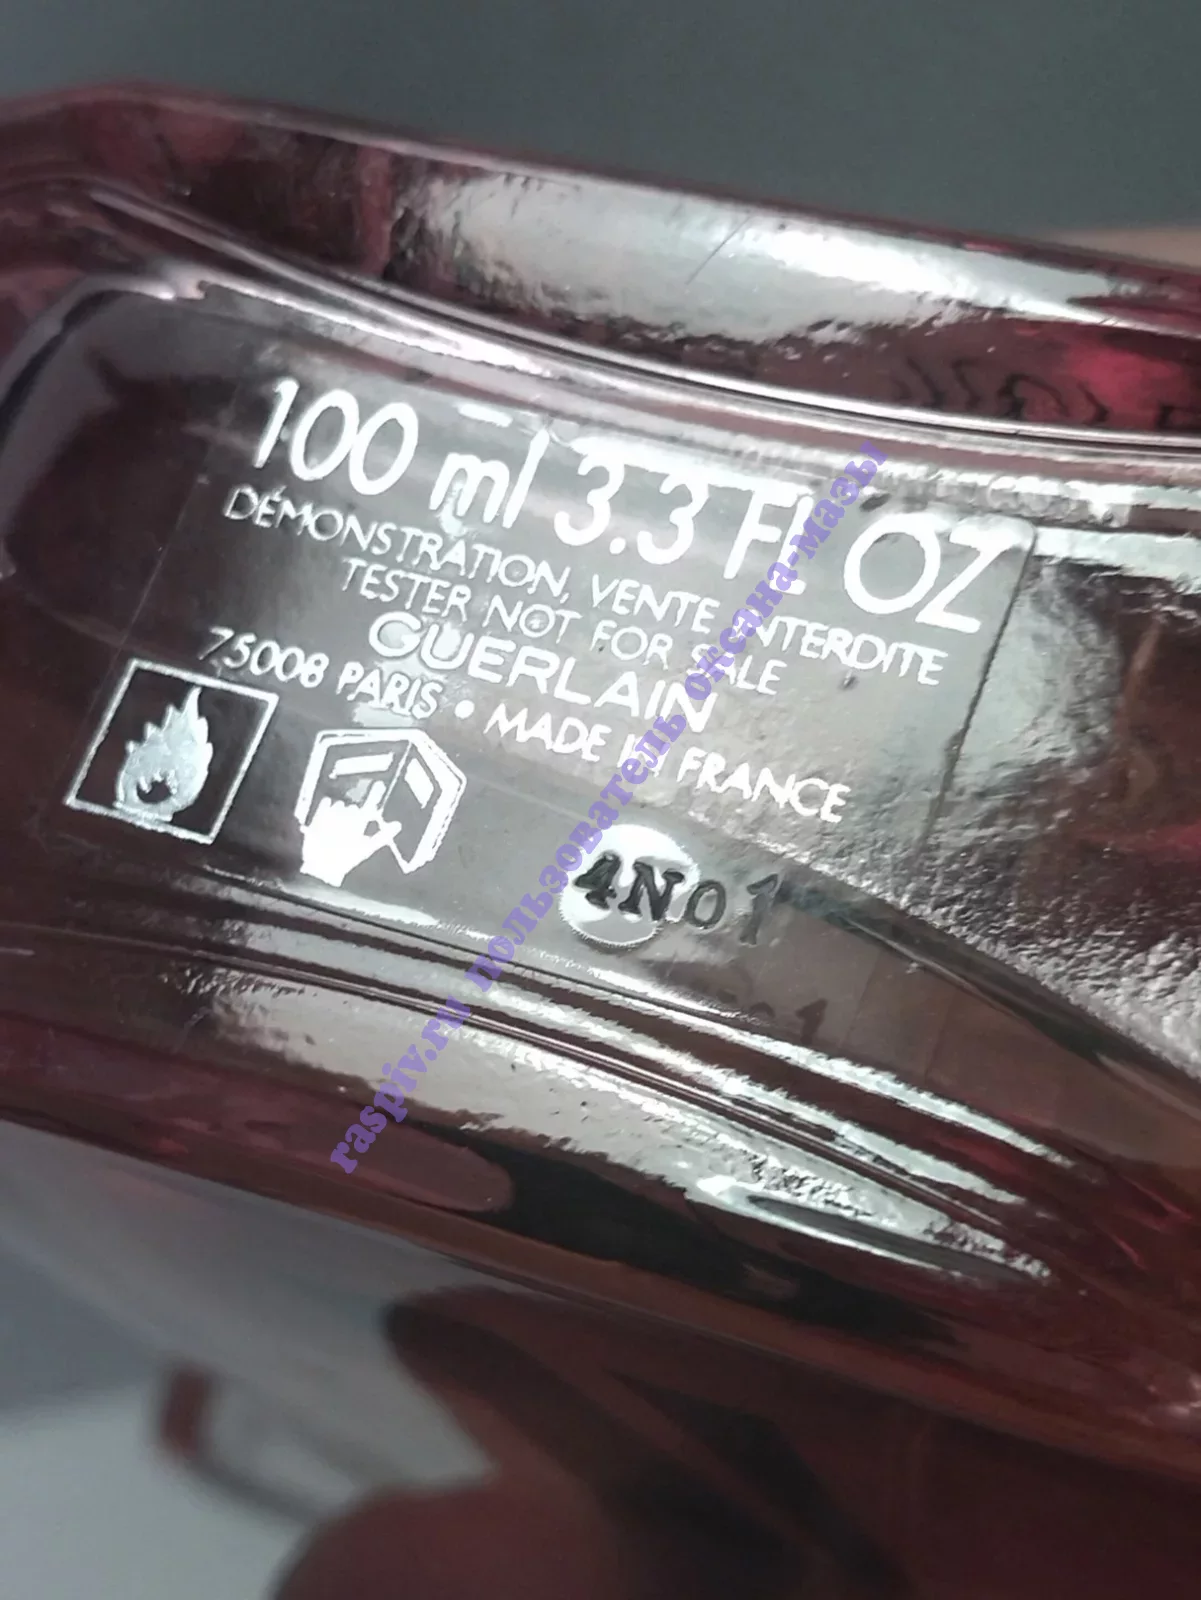 100 ml 3.3 FL OZ
DÉMONSTRATION, VENTE INTERDITE
TESTER NOT FOR SALE
GUERLAIN
75008 PARIS • MADE IN FRANCE
4N01
raspiv.ru пользователь оксана-мазы